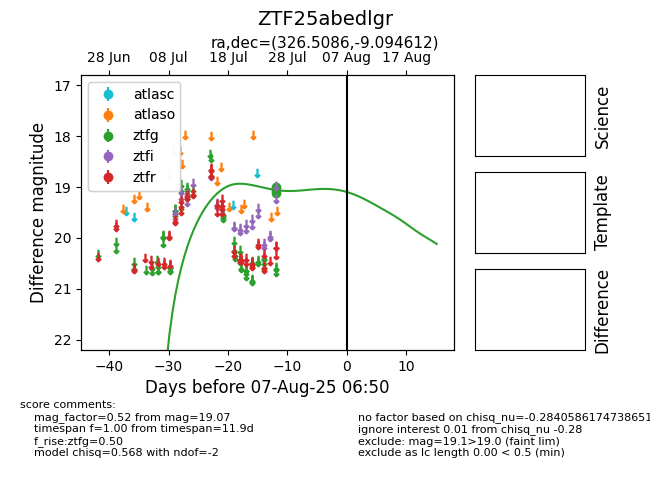 ZTF25abedlgr
ra,dec=(326.5086,-9.094612)
28 Jun 08 Jul 18 Jul 28 Jul 07 Aug 17 Aug
17
18
19
20
21
22
Difference magnitude
atlasc
atlaso
ztfg
ztfi
ztfr
Science
Template
Difference
−40 −30 −20 −10 0 10
Days before 07-Aug-25 06:50
score comments:
mag_factor=0.52 from mag=19.07
timespan f=1.00 from timespan=11.9d
f_rise:ztfg=0.50
model chisq=0.568 with ndof=-2
no factor based on chisq_nu=-0.2840586174738651
ignore interest 0.01 from chisq_nu -0.28
exclude: mag=19.1>19.0 (faint lim)
exclude as lc length 0.00 < 0.5 (min)